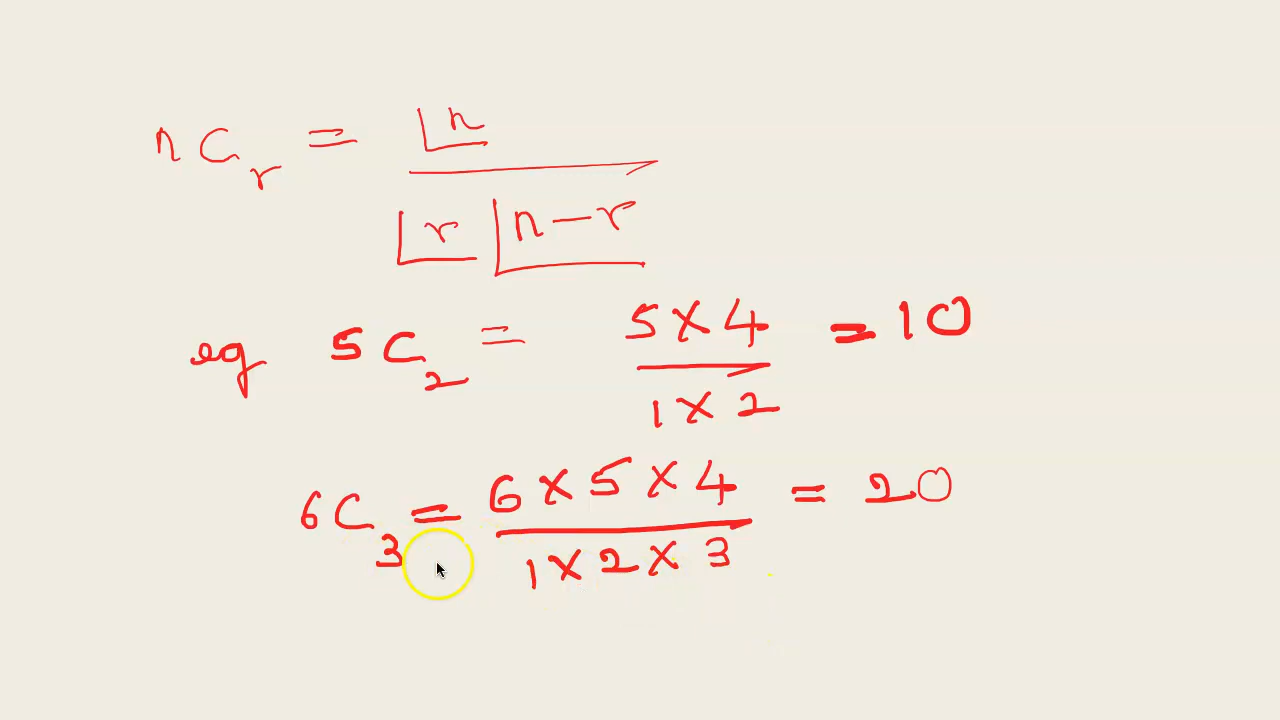 nCr = |n / |r |n-r
eg 5C2 = 5×4 / 1×2 = 10
6C3 = 6×5×4 / 1×2×3 = 20